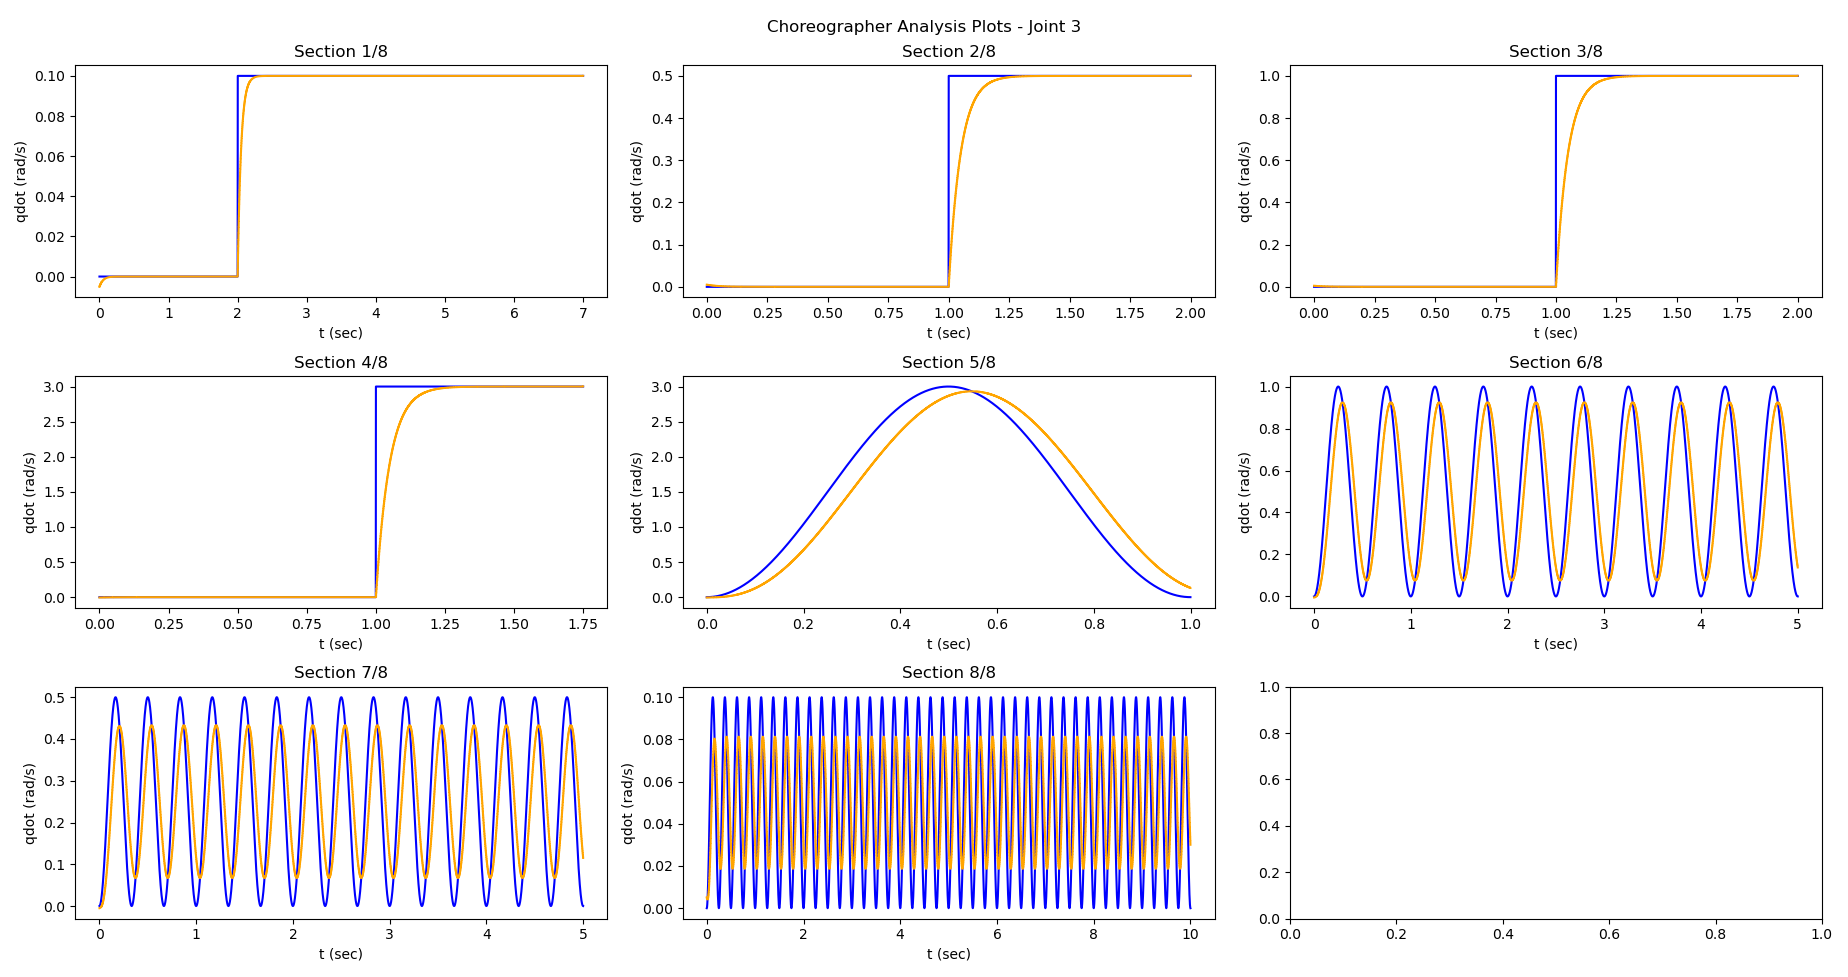 Choreographer Analysis Plots - Joint 3
Section 1/8
qdot (rad/s)
0.10
0.08
0.06
0.04
0.02
0.00
0 1 2 3 4 5 6 7
t (sec)
Section 2/8
qdot (rad/s)
0.5
0.4
0.3
0.2
0.1
0.0
0.00 0.25 0.50 0.75 1.00 1.25 1.50 1.75 2.00
t (sec)
Section 3/8
qdot (rad/s)
1.0
0.8
0.6
0.4
0.2
0.0
0.00 0.25 0.50 0.75 1.00 1.25 1.50 1.75 2.00
t (sec)
Section 4/8
qdot (rad/s)
3.0
2.5
2.0
1.5
1.0
0.5
0.0
0.00 0.25 0.50 0.75 1.00 1.25 1.50 1.75
t (sec)
Section 5/8
qdot (rad/s)
3.0
2.5
2.0
1.5
1.0
0.5
0.0
0.0 0.2 0.4 0.6 0.8 1.0
t (sec)
Section 6/8
qdot (rad/s)
1.0
0.8
0.6
0.4
0.2
0.0
0 1 2 3 4 5
t (sec)
Section 7/8
qdot (rad/s)
0.5
0.4
0.3
0.2
0.1
0.0
0 1 2 3 4 5
t (sec)
Section 8/8
qdot (rad/s)
0.10
0.08
0.06
0.04
0.02
0.00
0 2 4 6 8 10
t (sec)
1.0
0.8
0.6
0.4
0.2
0.0
0.0 0.2 0.4 0.6 0.8 1.0